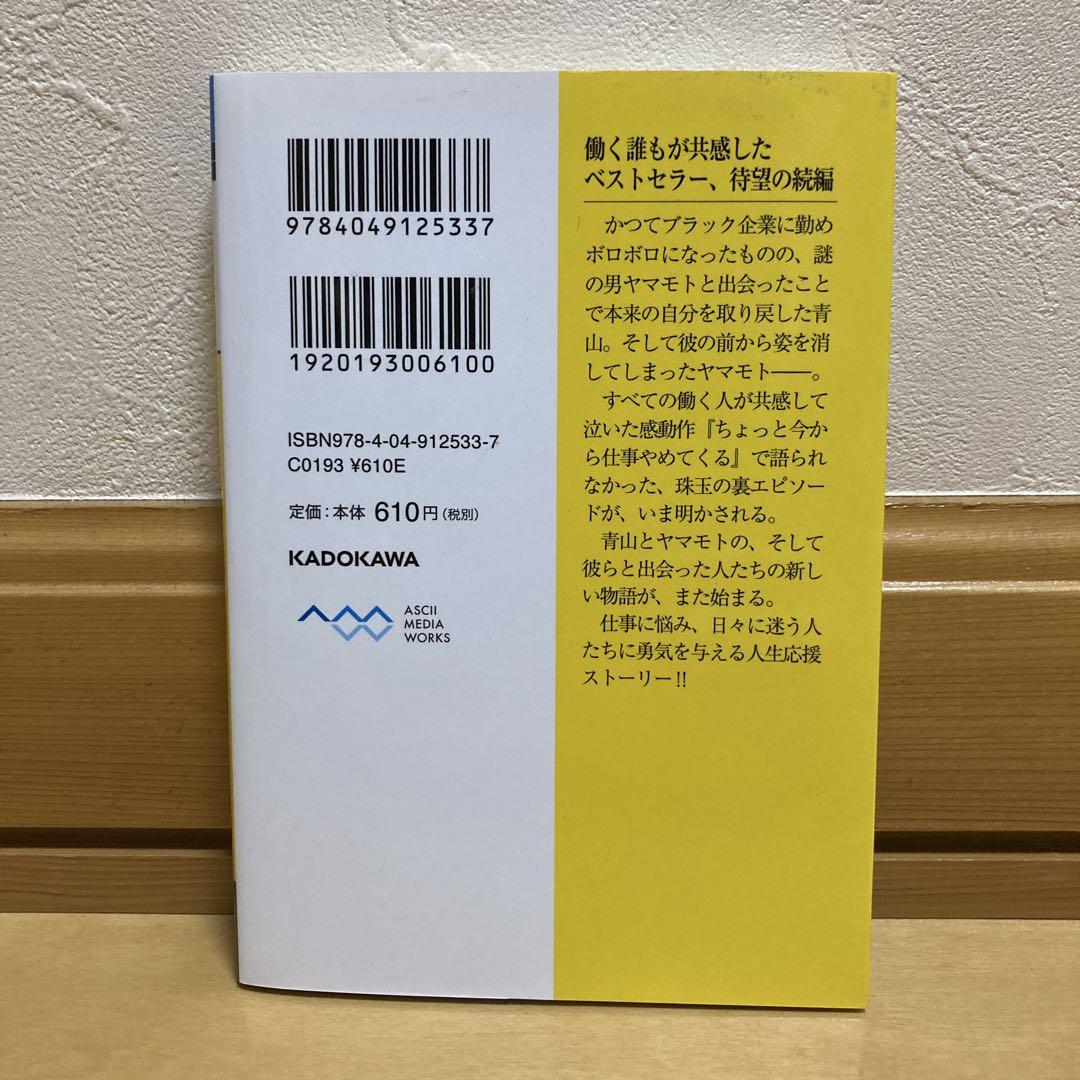 9784049125337
1920193006100
ISBN978-4-04-912533-7
C0193 ¥610E
定価：本体 610円（税別）
KADOKAWA
ASCII
MEDIA
WORKS
働く誰もが共感した
ベストセラー、待望の続編
かつてブラック企業に勤め
ボロボロになったものの、謎
の男ヤマモトと出会ったこと
で本来の自分を取り戻した青
山。そして彼の前から姿を消
してしまったヤマモト――。
すべての働く人が共感して
泣いた感動作『ちょっと今か
ら仕事やめてくる』で語られ
なかった、珠玉の裏エピソー
ドが、いま明かされる。
青山とヤマモトの、そして
彼らと出会った人たちの新し
い物語が、また始まる。
仕事に悩み、日々に迷う人
たちに勇気を与える人生応援
ストーリー!!